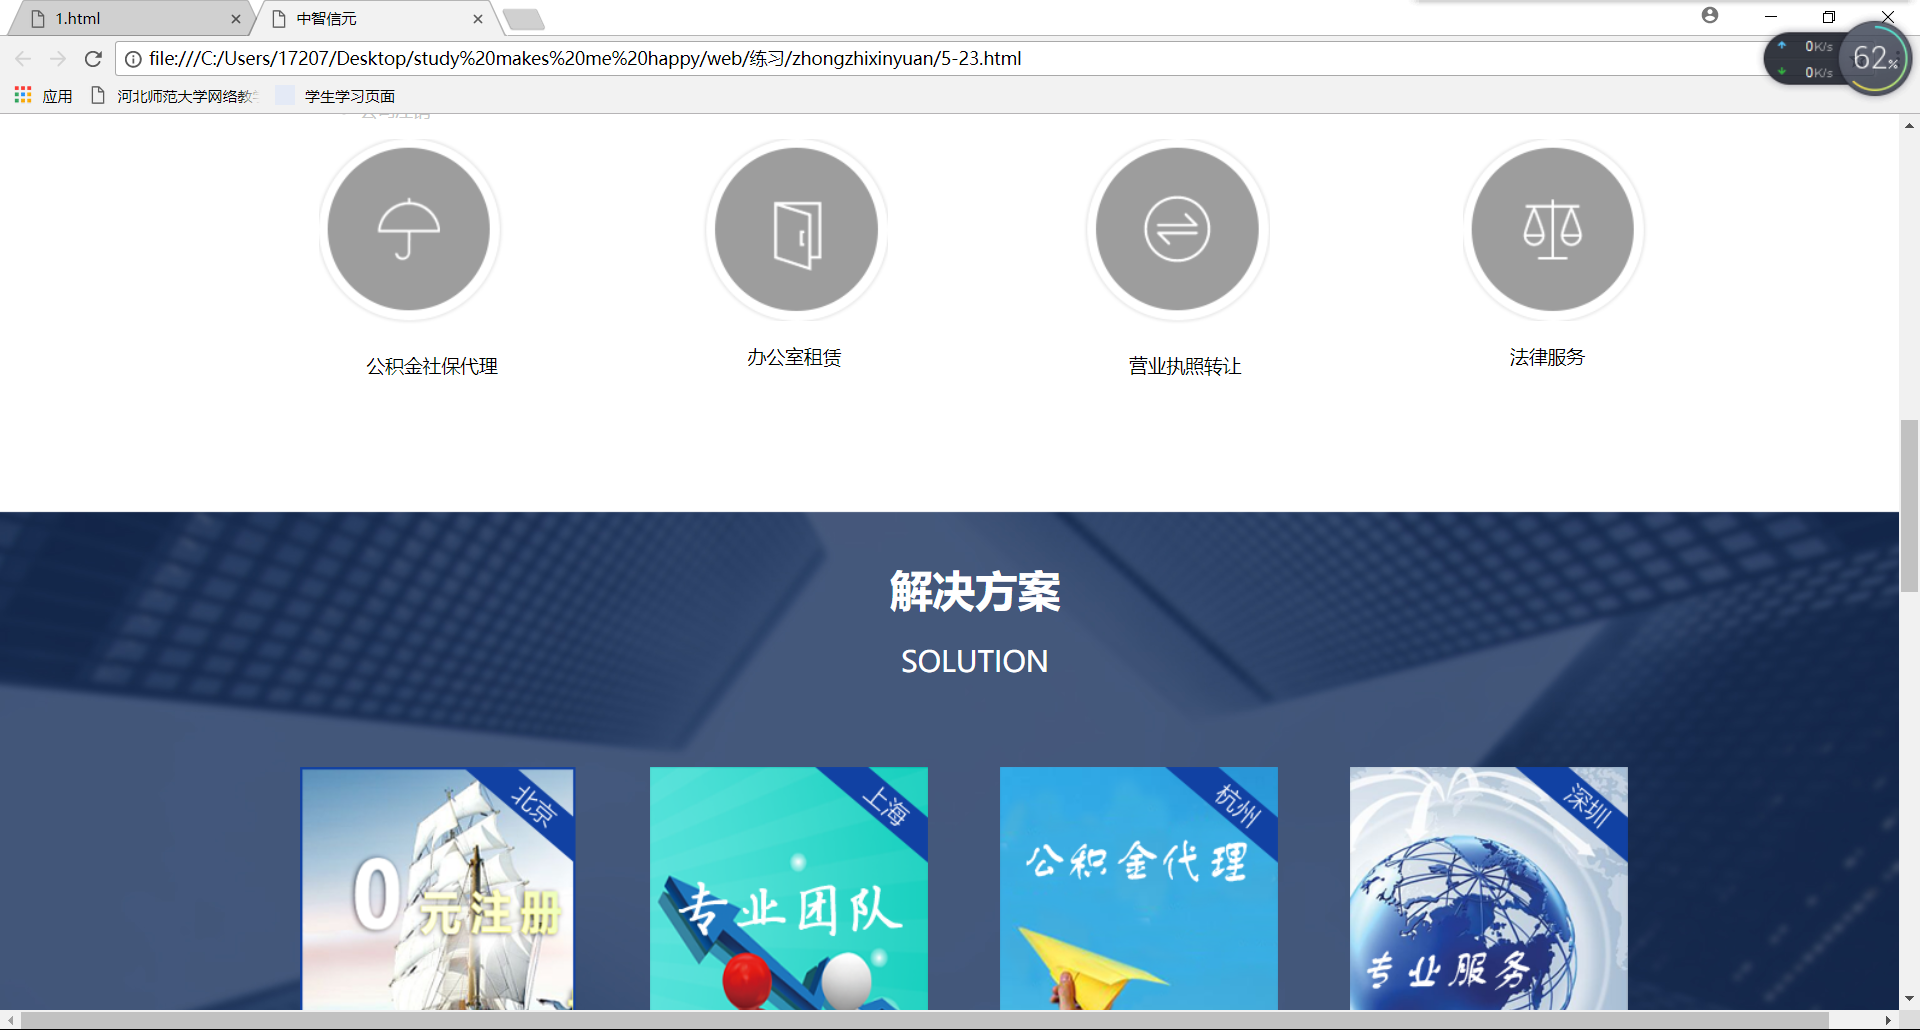 1.html
中智信元
file:///C:/Users/17207/Desktop/study%20makes%20me%20happy/web/练习/zhongzhixinyuan/5-23.html
0K/s
0K/s
62%
应用
河北师范大学网络教学
学生学习页面
公积金社保代理
办公室租赁
营业执照转让
法律服务
解决方案
SOLUTION
北京
0元注册
上海
专业团队
杭州
公积金代理
深圳
专业服务